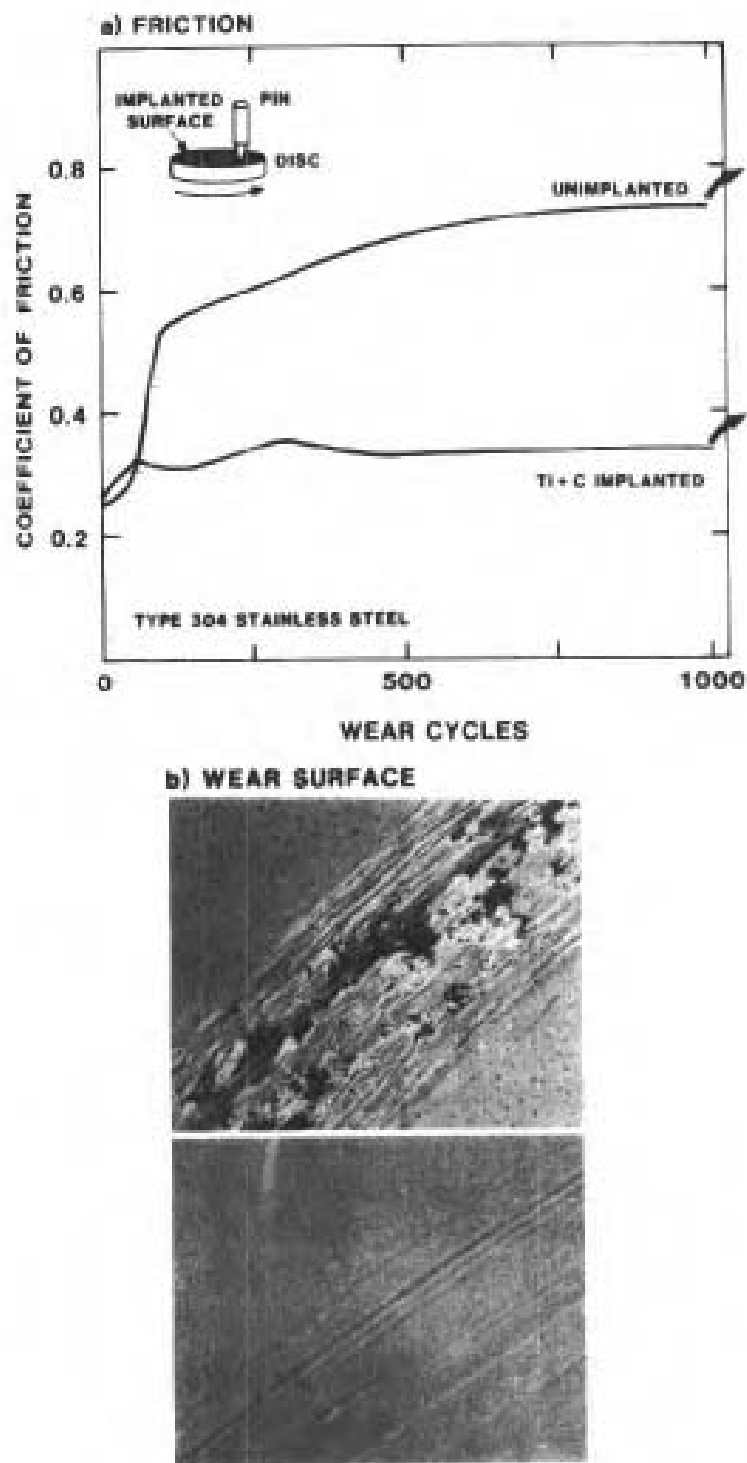 a) FRICTION
IMPLANTED
SURFACE
PIN
DISC
0.8
0.6
0.4
0.2
COEFFICIENT OF FRICTION
UNIMPLANTED
Ti + C IMPLANTED
TYPE 304 STAINLESS STEEL
0
500
1000
WEAR CYCLES
b) WEAR SURFACE